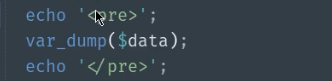 echo '<pre>';
var_dump($data);
echo '</pre>';